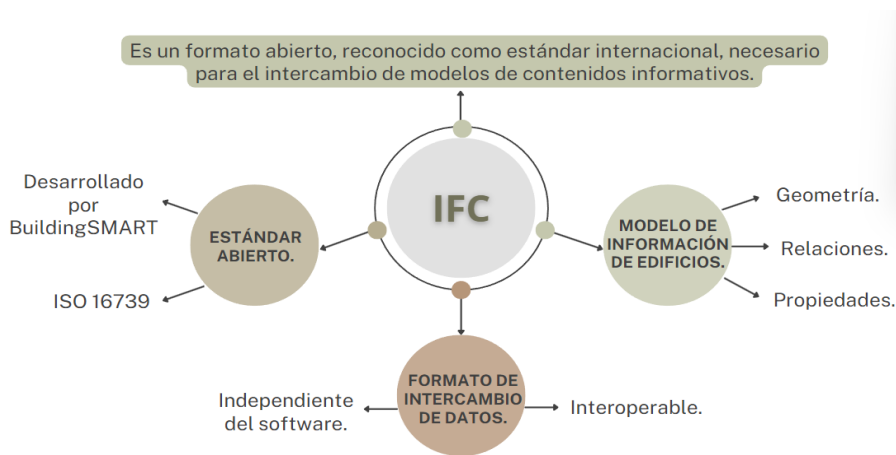 Es un formato abierto, reconocido como estándar internacional, necesario
para el intercambio de modelos de contenidos informativos.
IFC
Desarrollado
por
BuildingSMART
ISO 16739
ESTÁNDAR
ABIERTO.
MODELO DE
INFORMACIÓN
DE EDIFICIOS.
Geometría.
Relaciones.
Propiedades.
FORMATO DE
INTERCAMBIO
DE DATOS.
Independiente
del software.
Interoperable.